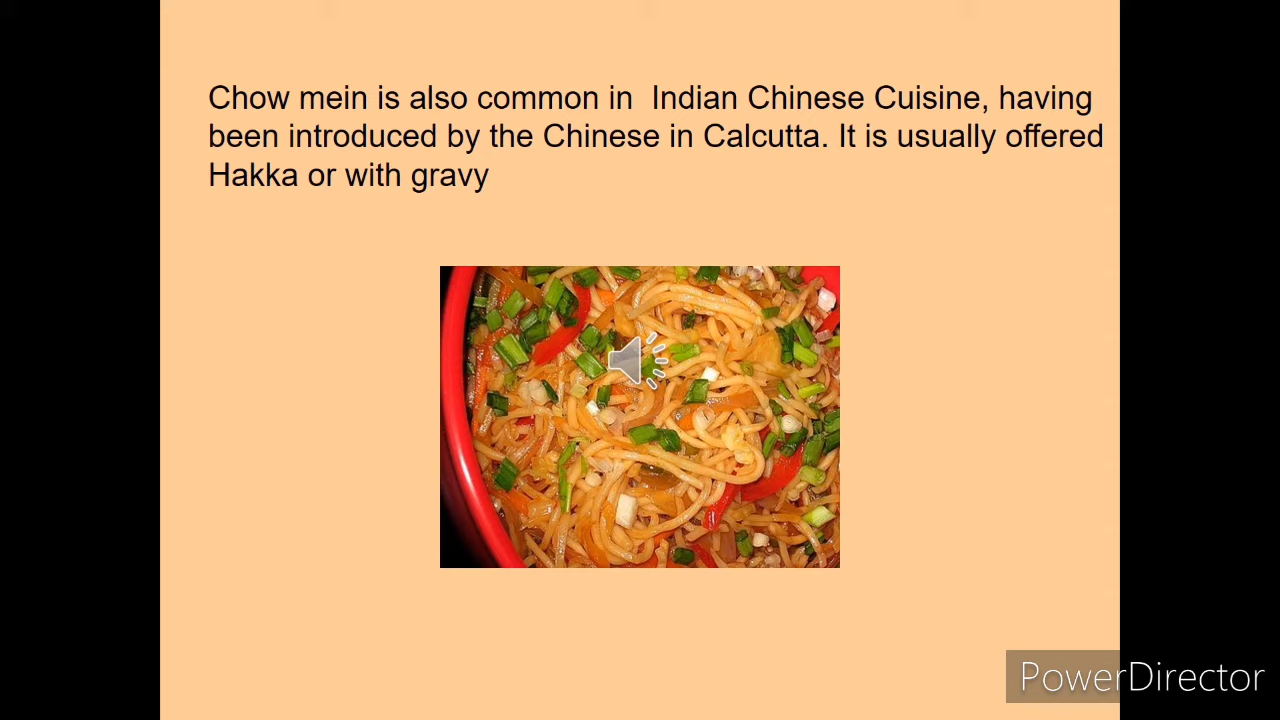 Chow mein is also common in  Indian Chinese Cuisine, having
been introduced by the Chinese in Calcutta. It is usually offered
Hakka or with gravy
PowerDirector